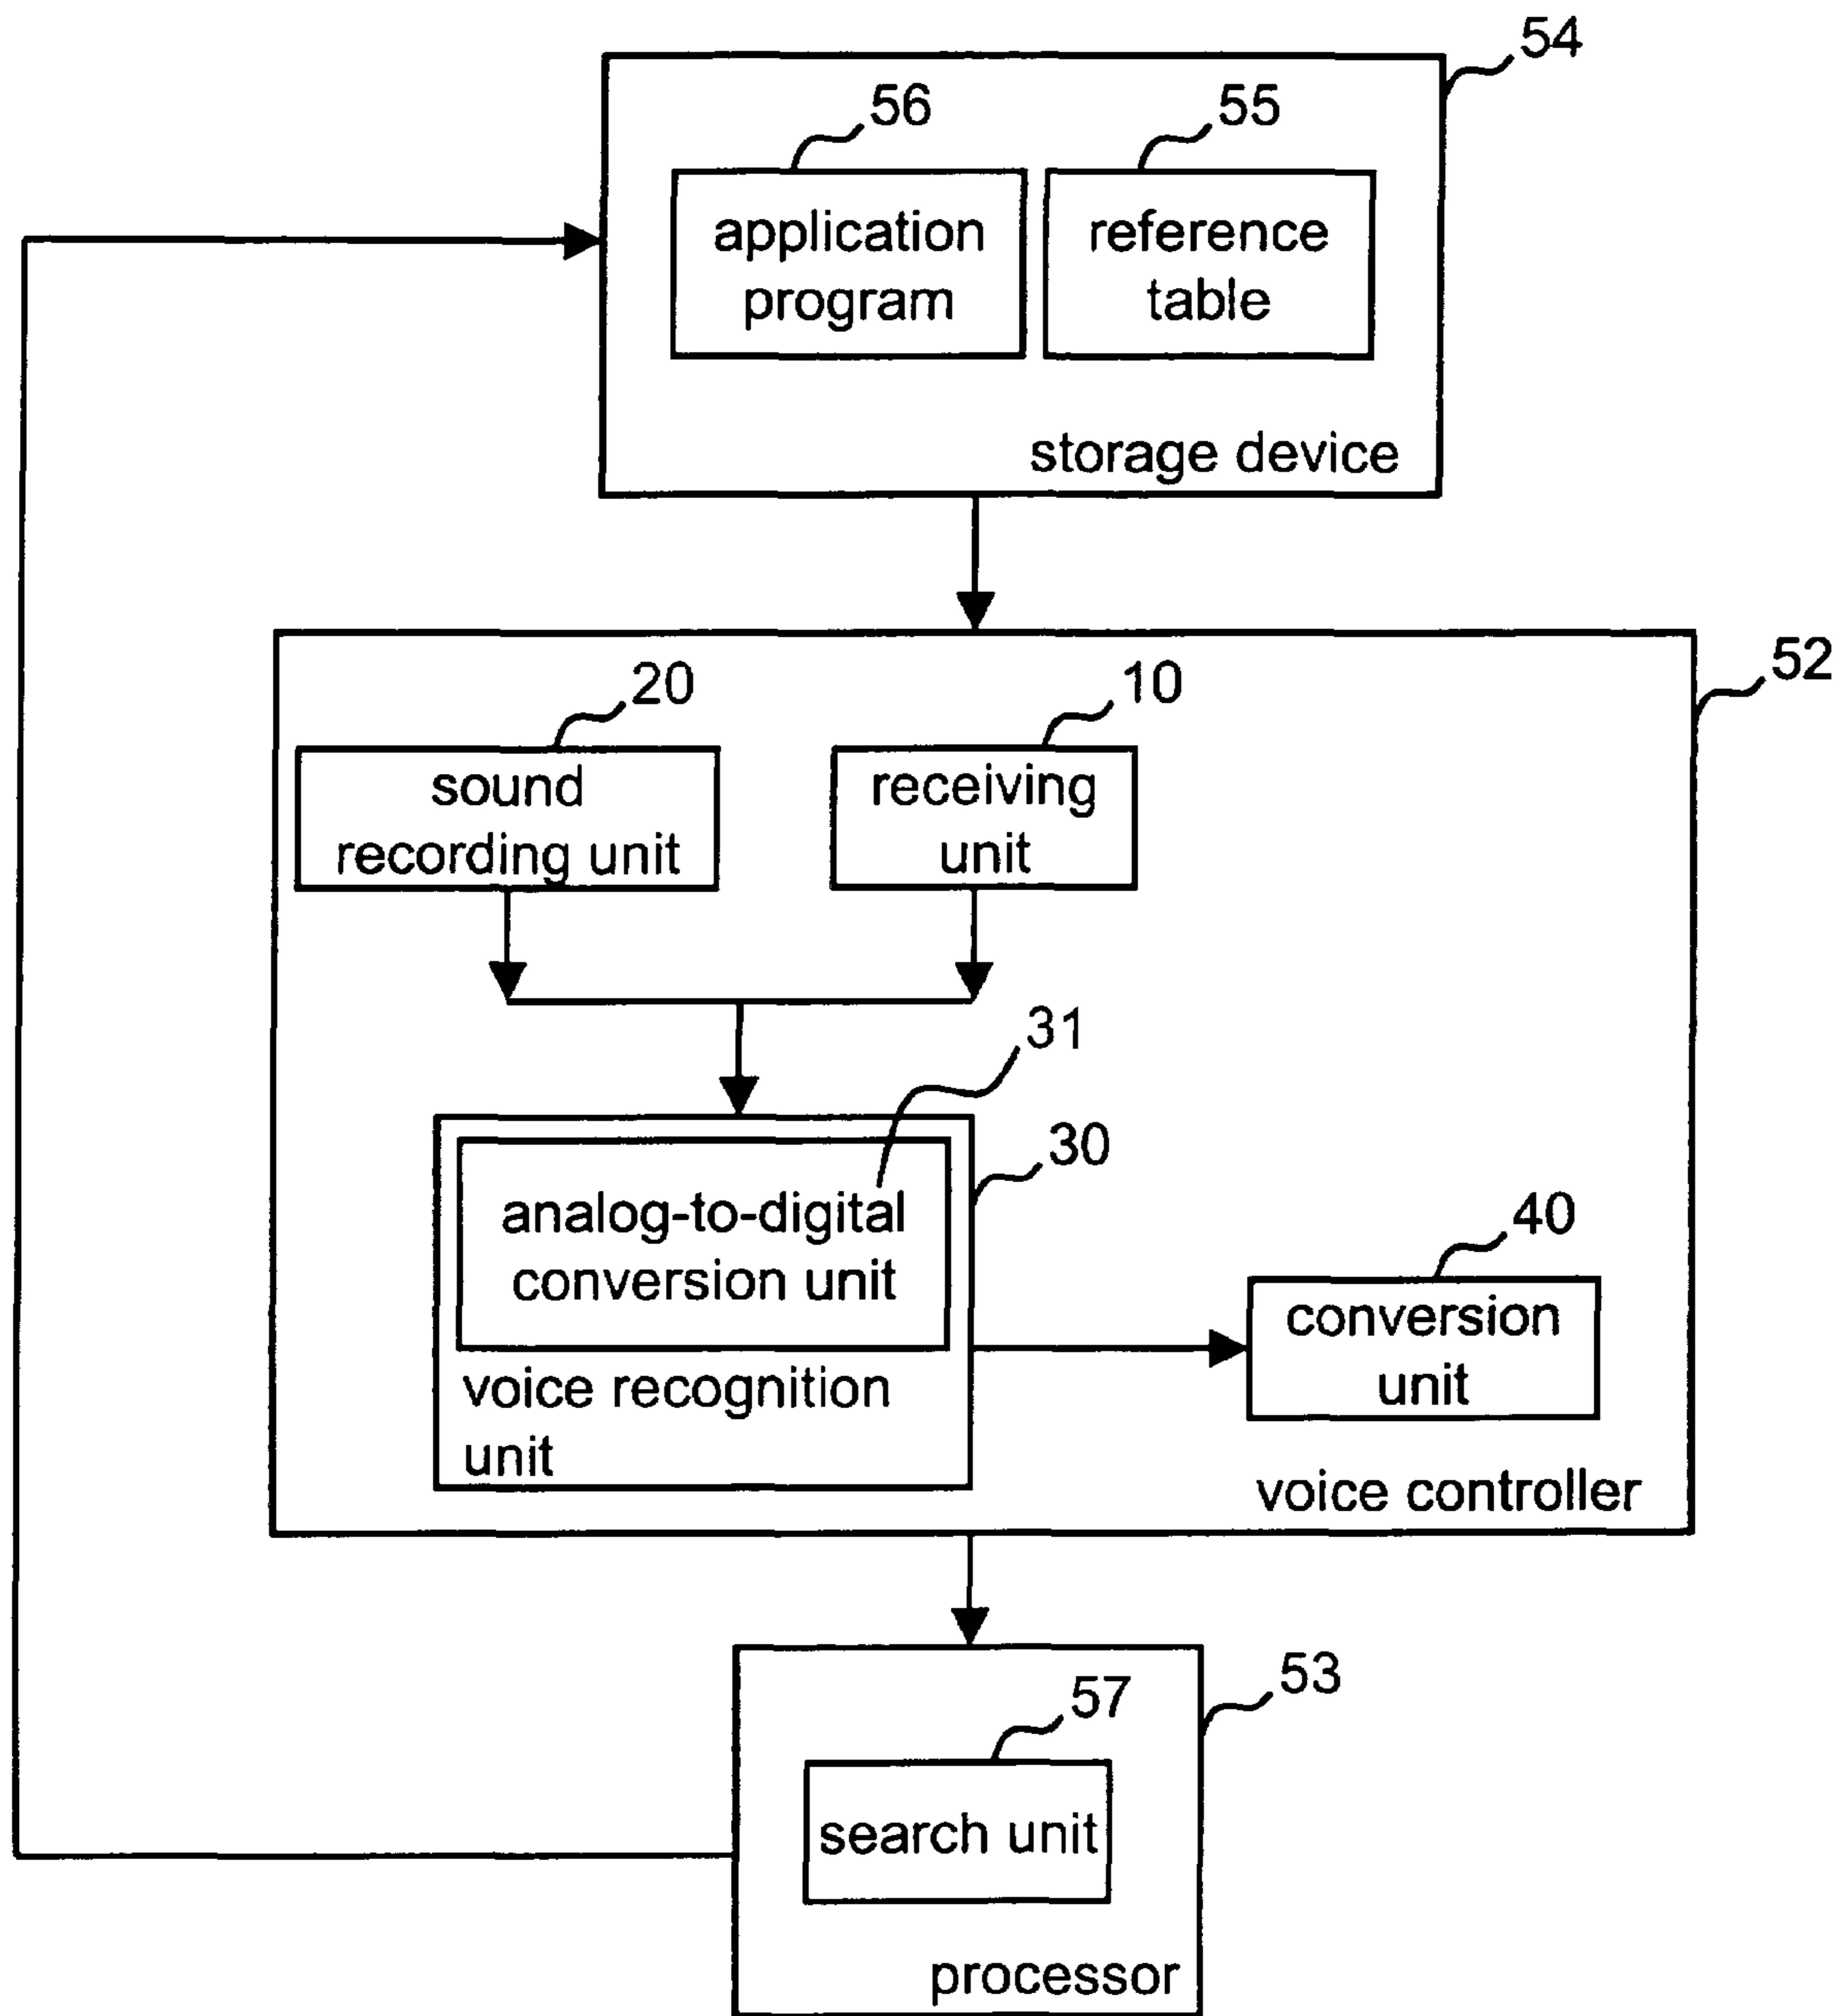 54
56
55
application
program
reference
table
storage device
52
20
10
sound
recording unit
receiving
unit
31
30
analog-to-digital
conversion unit
40
conversion
unit
voice recognition
unit
voice controller
53
57
search unit
processor